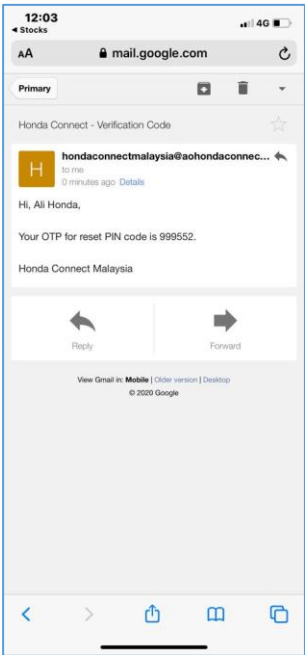 12:03
4G
◀ Stocks
AA mail.google.com
Primary
Honda Connect - Verification Code
H
hondaconnectmalaysia@aohondaconnec...
to me
0 minutes ago Details
Hi, Ali Honda,
Your OTP for reset PIN code is 999552.
Honda Connect Malaysia
Reply Forward
View Gmail in: Mobile | Older version | Desktop
© 2020 Google